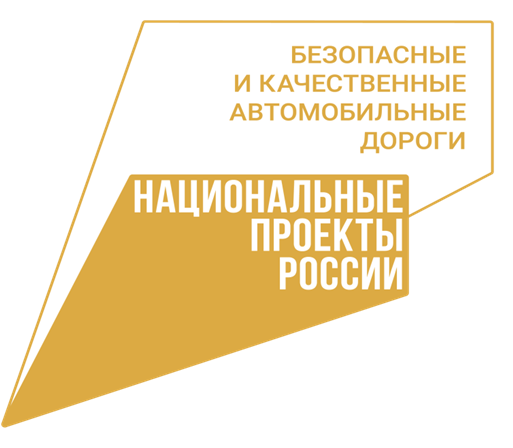 БЕЗОПАСНЫЕ
И КАЧЕСТВЕННЫЕ
АВТОМОБИЛЬНЫЕ
ДОРОГИ
НАЦИОНАЛЬНЫЕ
ПРОЕКТЫ
РОССИИ